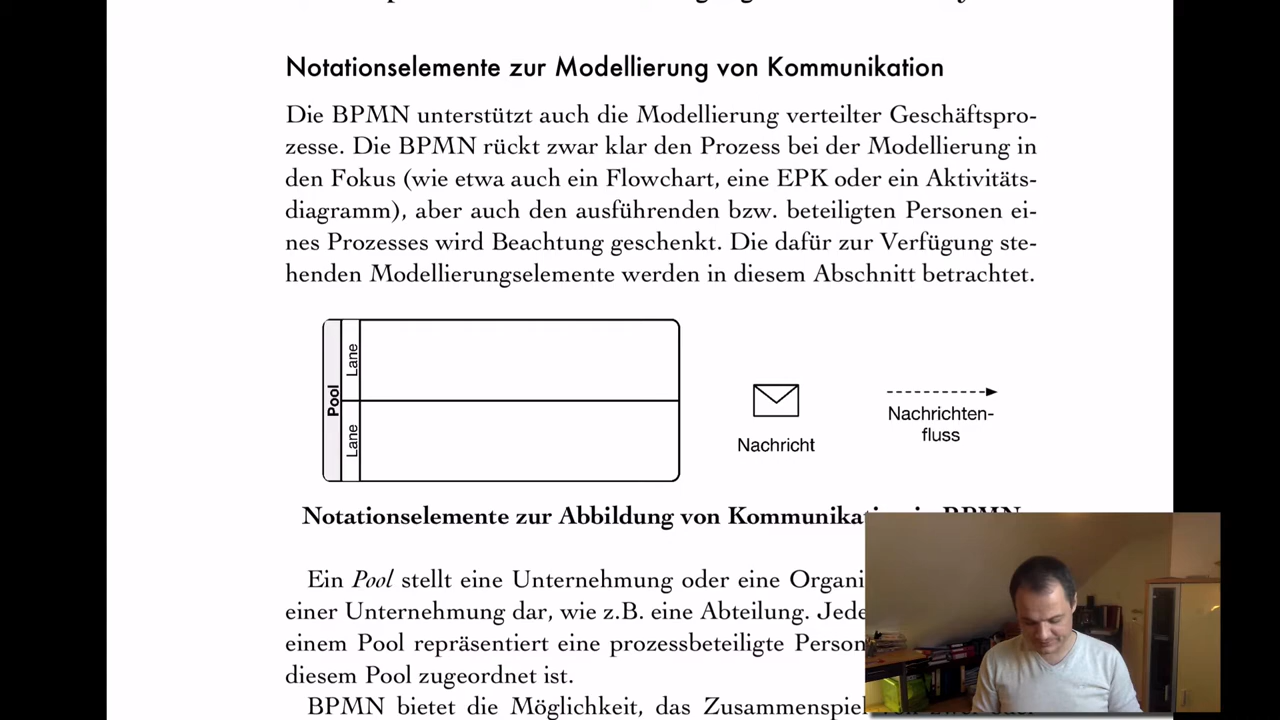 Notationselemente zur Modellierung von Kommunikation
Die BPMN unterstützt auch die Modellierung verteilter Geschäftspro-
zesse. Die BPMN rückt zwar klar den Prozess bei der Modellierung in
den Fokus (wie etwa auch ein Flowchart, eine EPK oder ein Aktivitäts-
diagramm), aber auch den ausführenden bzw. beteiligten Personen ei-
nes Prozesses wird Beachtung geschenkt. Die dafür zur Verfügung ste-
henden Modellierungselemente werden in diesem Abschnitt betrachtet.
Pool
Lane
Lane
Nachricht
Nachrichten-
fluss
Notationselemente zur Abbildung von Kommunika
Ein Pool stellt eine Unternehmung oder eine Organi
einer Unternehmung dar, wie z.B. eine Abteilung. Jede
einem Pool repräsentiert eine prozessbeteiligte Person
diesem Pool zugeordnet ist.
BPMN bietet die Möglichkeit, das Zusammenspiel